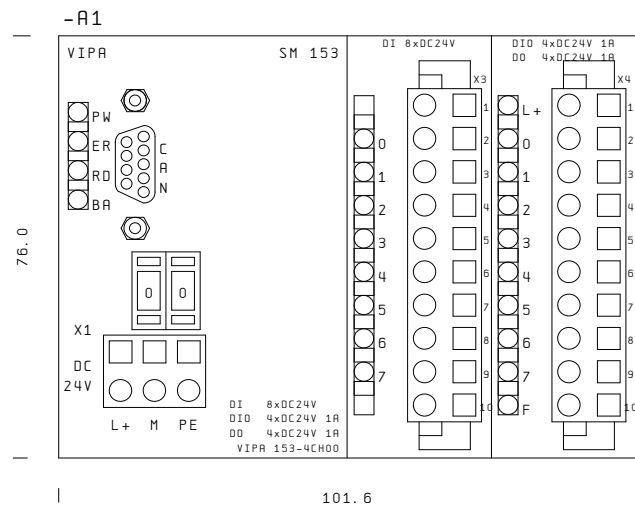 -A1
VIPA SM 153
PW
ER
RD
BA
CAN
0 0
X1
DC
24V
L+ M PE
DI 8xDC24V
DIO 4xDC24V 1A
DO 4xDC24V 1A
VIPA 153-4CH00
DI 8xDC24V
X3
1
2
3
4
5
6
7
8
9
10
0
1
2
3
4
5
6
7
DIO 4xDC24V 1A
DO 4xDC24V 1A
X4
1
2
3
4
5
6
7
8
9
10
L+
0
1
2
3
4
5
6
7
F
76.0
101.6